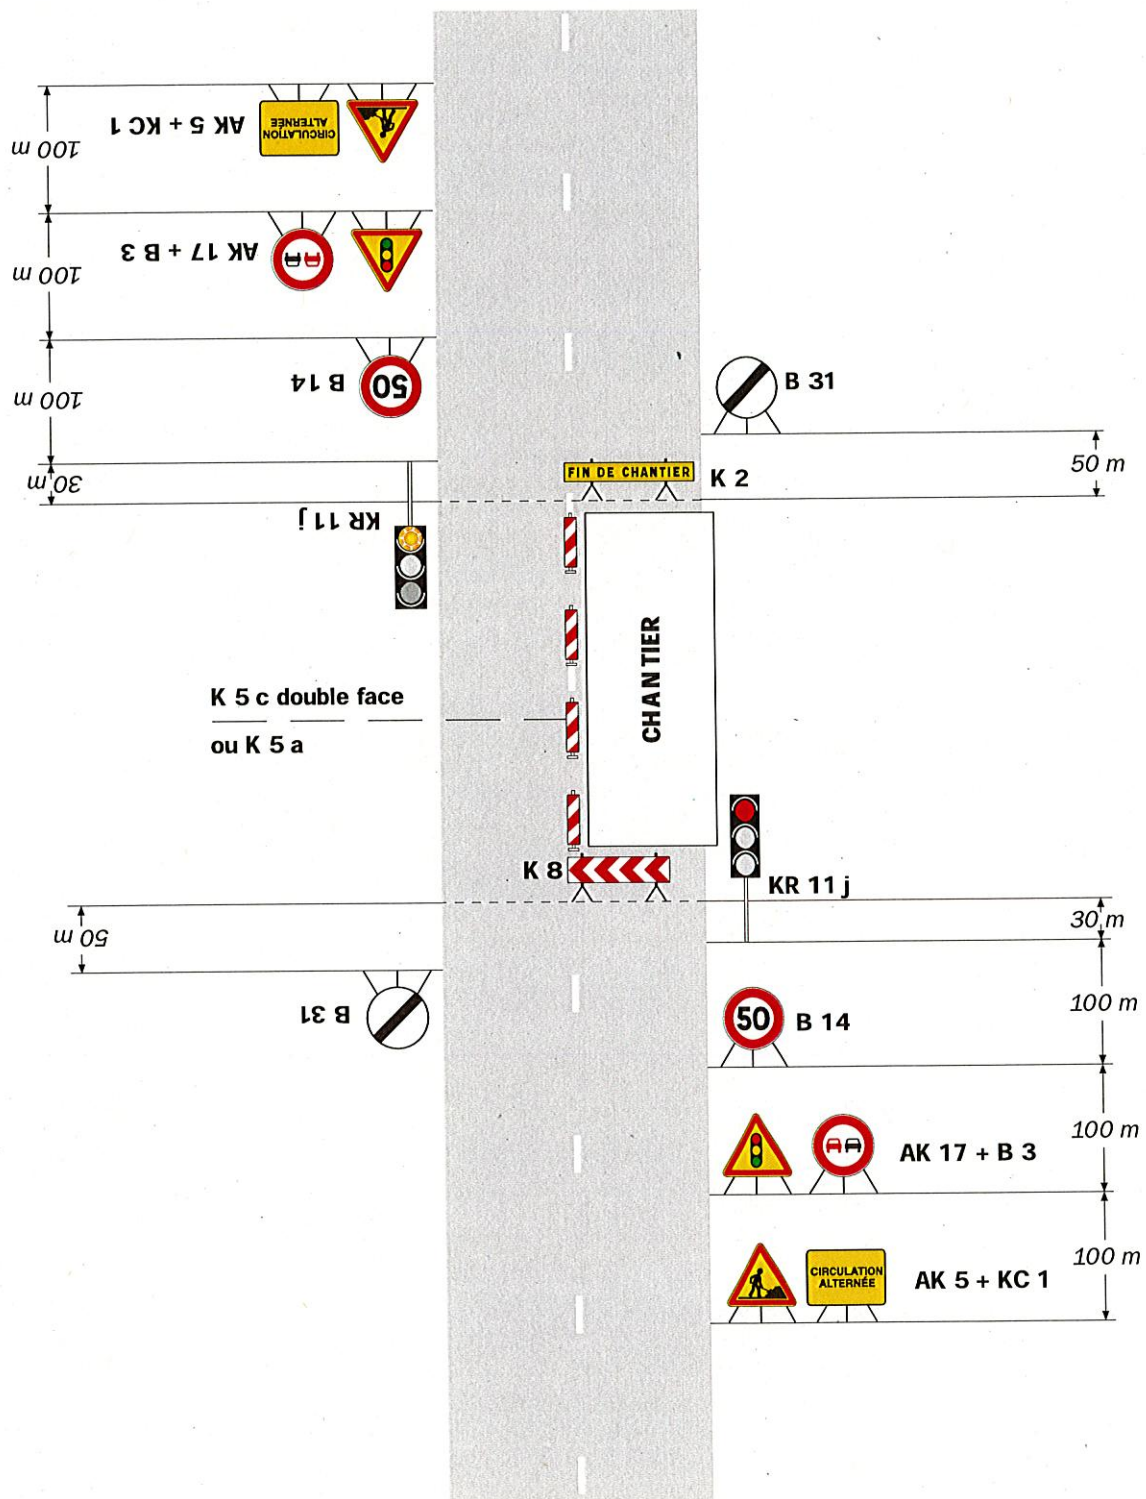 CIRCULATION
ALTERNÉE
AK 5 + KC 1
100 m
AK 17 + B 3
100 m
50
B 14
100 m
B 31
50 m
FIN DE CHANTIER
K 2
30 m
KR 11 j
K 5 c double face
ou K 5 a
CHANTIER
K 8
KR 11 j
30 m
50 m
B 31
50
B 14
100 m
AK 17 + B 3
100 m
CIRCULATION
ALTERNÉE
AK 5 + KC 1
100 m